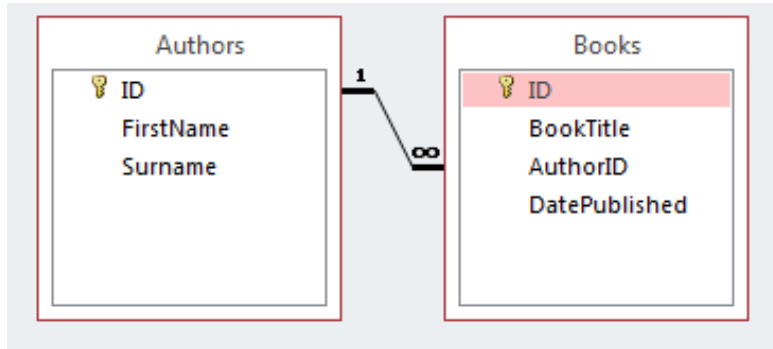 Authors
ID
FirstName
Surname
1
∞
Books
ID
BookTitle
AuthorID
DatePublished